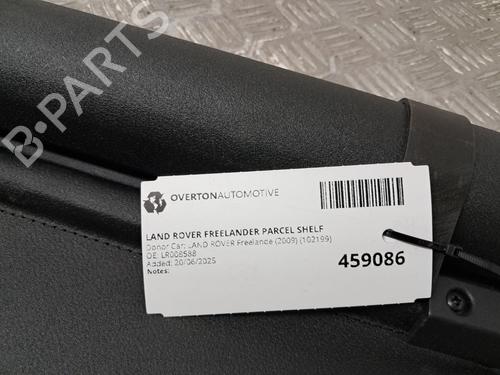 B-PARTS
OVERTONAUTOMOTIVE
LAND ROVER FREELANDER PARCEL SHELF
Donor Car: LAND ROVER Freelande (2009) (102199)
OE: LR008588
Added: 20/06/2025
Notes:
459086